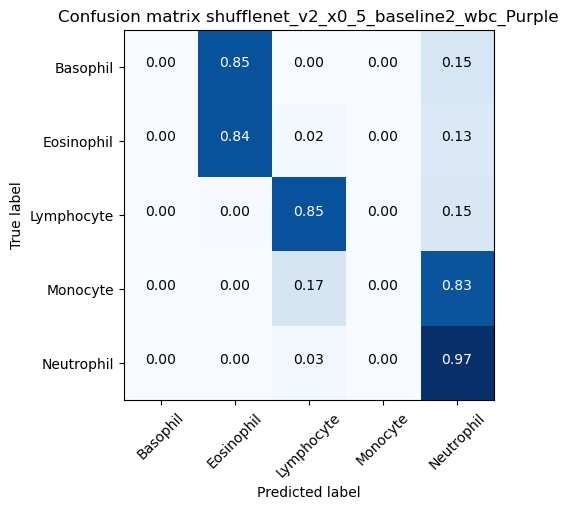 Confusion matrix shufflenet_v2_x0_5_baseline2_wbc_Purple
True label
Basophil 0.00 0.85 0.00 0.00 0.15
Eosinophil 0.00 0.84 0.02 0.00 0.13
Lymphocyte 0.00 0.00 0.85 0.00 0.15
Monocyte 0.00 0.00 0.17 0.00 0.83
Neutrophil 0.00 0.00 0.03 0.00 0.97
Basophil Eosinophil Lymphocyte Monocyte Neutrophil
Predicted label